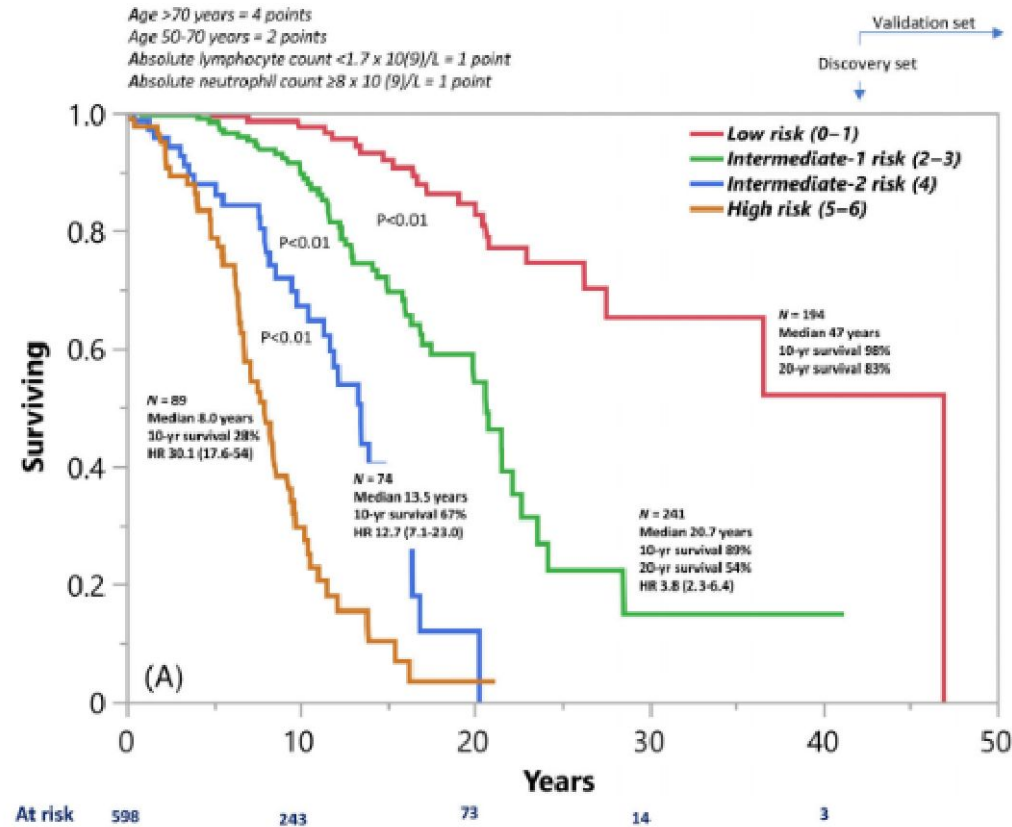 Age >70 years = 4 points
Age 50-70 years = 2 points
Absolute lymphocyte count <1.7 x 10(9)/L = 1 point
Absolute neutrophil count ≥8 x 10 (9)/L = 1 point
Validation set
Discovery set
Low risk (0–1)
Intermediate-1 risk (2–3)
Intermediate-2 risk (4)
High risk (5–6)
Surviving
1.0
0.8
0.6
0.4
0.2
0
P<0.01
P<0.01
P<0.01
N = 194
Median 47 years
10-yr survival 98%
20-yr survival 83%
N = 89
Median 8.0 years
10-yr survival 28%
HR 30.1 (17.6-54)
N = 74
Median 13.5 years
10-yr survival 67%
HR 12.7 (7.1-23.0)
N = 241
Median 20.7 years
10-yr survival 89%
20-yr survival 54%
HR 3.8 (2.3-6.4)
(A)
0 10 20 30 40 50
Years
At risk 598 243 73 14 3